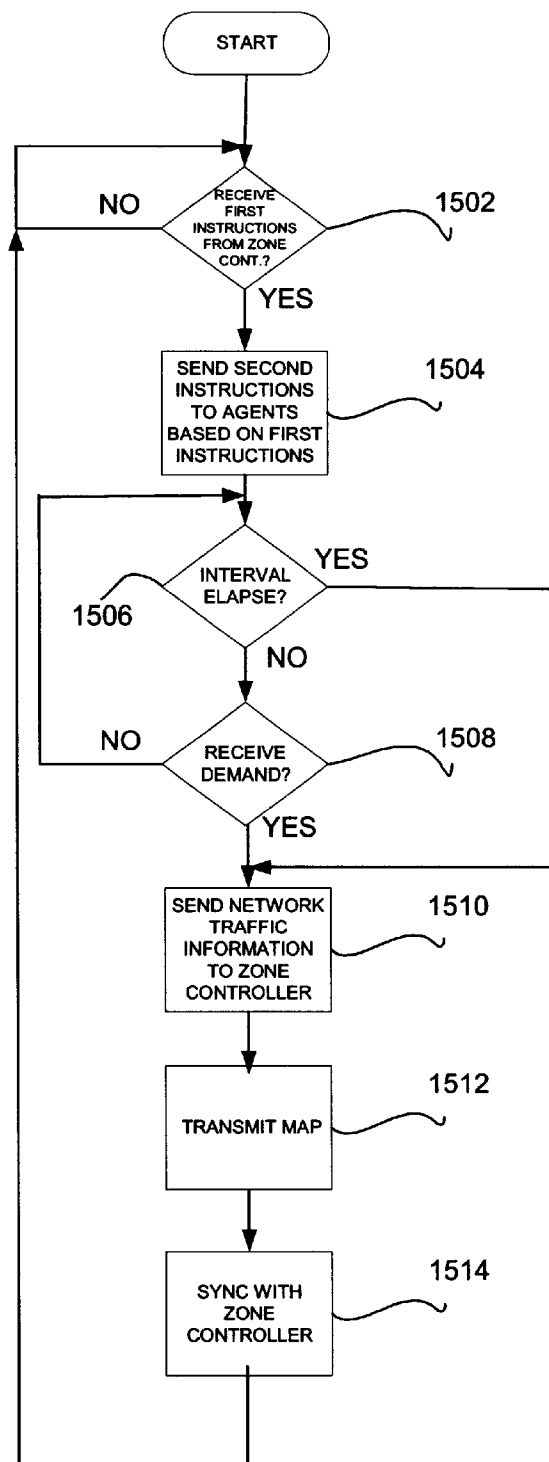 START
RECEIVE
FIRST
INSTRUCTIONS
FROM ZONE
CONT.?
NO
1502
YES
SEND SECOND
INSTRUCTIONS
TO AGENTS
BASED ON FIRST
INSTRUCTIONS
1504
INTERVAL
ELAPSE?
YES
1506
NO
RECEIVE
DEMAND?
NO
1508
YES
SEND NETWORK
TRAFFIC
INFORMATION
TO ZONE
CONTROLLER
1510
TRANSMIT MAP
1512
SYNC WITH
ZONE
CONTROLLER
1514